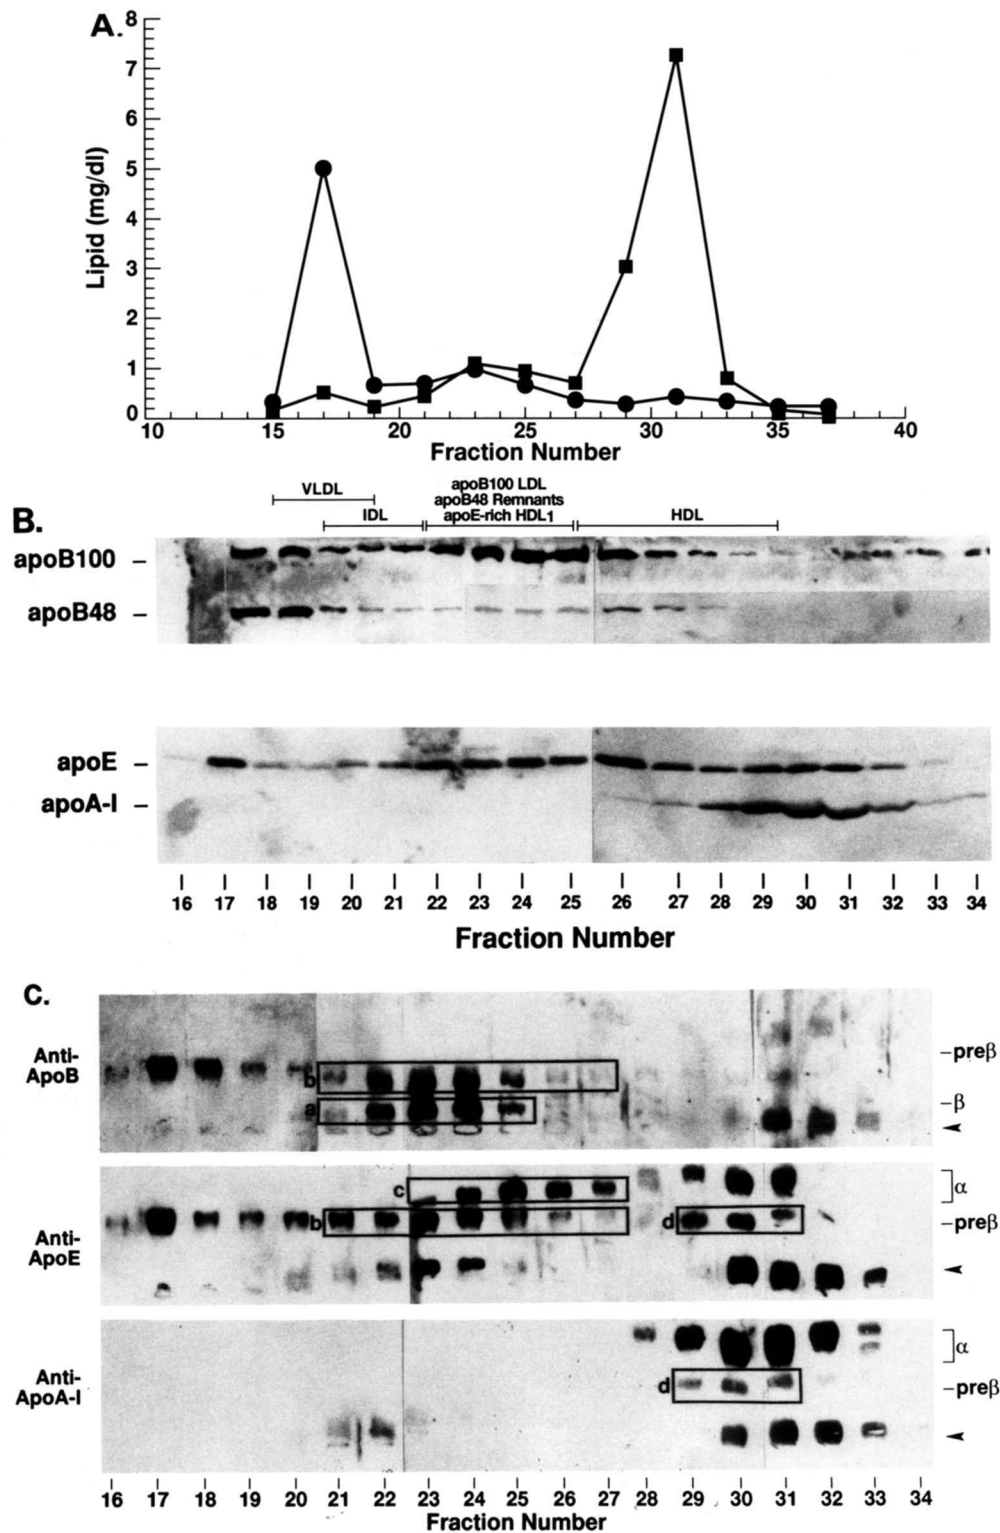 A.
8
7
6
5
4
3
2
1
0
Lipid (mg/dl)
10 15 20 25 30 35 40
Fraction Number
B.
VLDL
IDL
apoB100 LDL
apoB48 Remnants
apoE-rich HDL1
HDL
apoB100 –
apoB48 –
apoE –
apoA-I –
16 17 18 19 20 21 22 23 24 25 26 27 28 29 30 31 32 33 34
Fraction Number
C.
Anti-
ApoB
b
a
–preβ
–β
Anti-
ApoE
c
b
d
α
–preβ
Anti-
ApoA-I
d
α
–preβ
16 17 18 19 20 21 22 23 24 25 26 27 28 29 30 31 32 33 34
Fraction Number